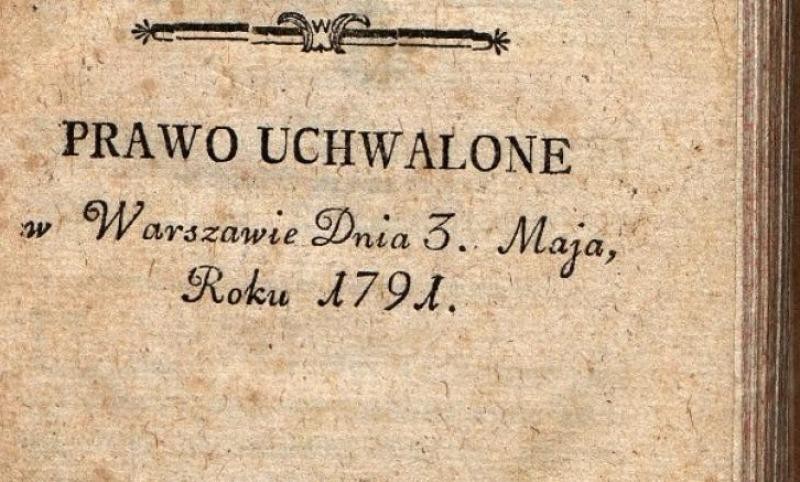 PRAWO UCHWALONE
w Warszawie Dnia 3. Maja,
Roku 1791.